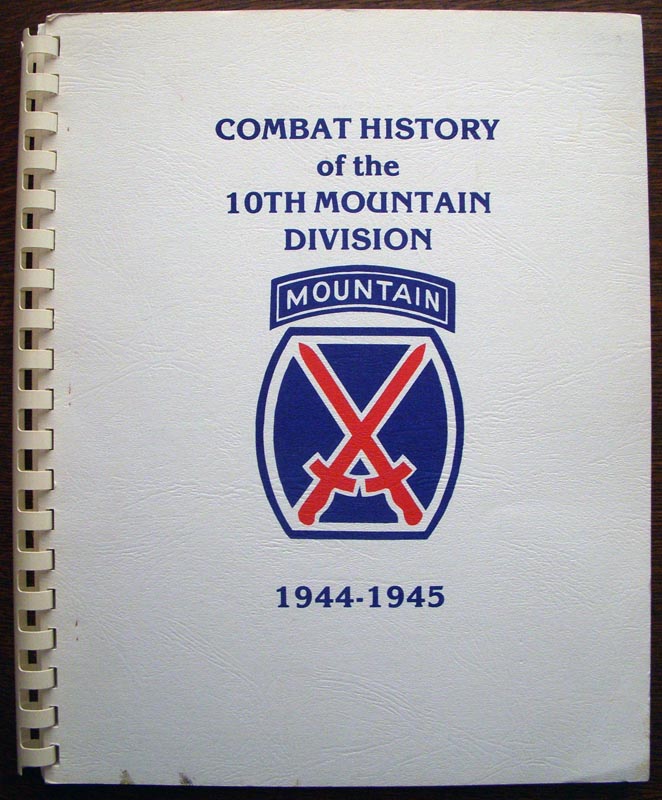 COMBAT HISTORY
of the
10TH MOUNTAIN
DIVISION
MOUNTAIN
1944-1945